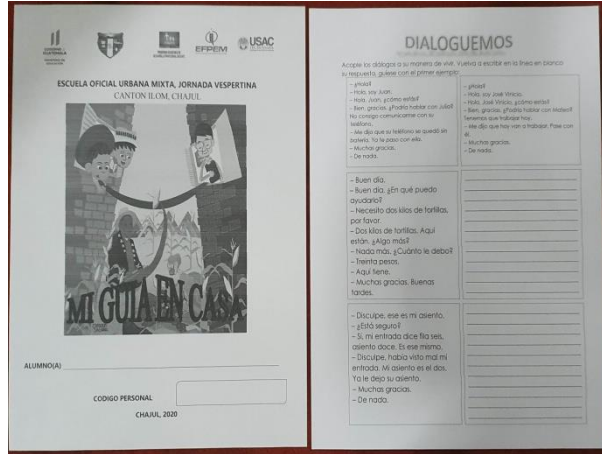 GUATEMALA
EFPEM
USAC
ESCUELA OFICIAL URBANA MIXTA, JORNADA VESPERTINA
CANTON ILOM, CHAJUL
MI GUIA EN CASA
ALUMNO(A)
CODIGO PERSONAL
CHAJUL, 2020
DIALOGUEMOS
Acople los diálogos a su manera de vivir. Vuelva a escribir en la línea en blanco
su respuesta, guíese con el primer ejemplo:
- ¿Hola?
- Hola, soy Juan.
- Hola, Juan, ¿cómo estás?
- Bien, gracias. ¿Podría hablar con Julia?
No consigo comunicarme con su
teléfono.
- Me dijo que su teléfono se quedó sin
batería. Ya te paso con ella.
- Muchas gracias.
- De nada.
- ¿Hola?
- Hola, soy José Vinicio.
- Hola, José Vinicio, ¿cómo estás?
- Bien, gracias. ¿Podría hablar con Mateo?
Tenemos que trabajar hoy.
- Me dijo que hoy van a trabajar. Pase con
él.
- Muchas gracias.
- De nada.
– Buen día.
– Buen día. ¿En qué puedo
ayudarlo?
– Necesito dos kilos de tortillas,
por favor.
– Dos kilos de tortillas. Aquí
están. ¿Algo más?
– Nada más. ¿Cuánto le debo?
– Treinta pesos.
– Aquí tiene.
– Muchas gracias. Buenas
tardes.
– Disculpe, ese es mi asiento.
– ¿Está seguro?
– Sí, mi entrada dice fila seis,
asiento doce. Es ese mismo.
– Disculpe, había visto mal mi
entrada. Mi asiento es el dos.
Ya le dejo su asiento.
– Muchas gracias.
– De nada.